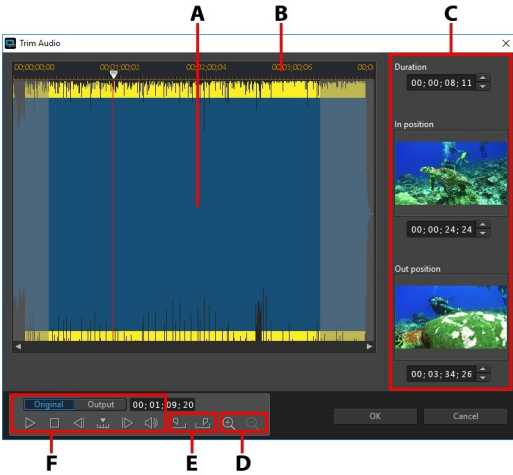 A B C
Trim Audio
00;00;00;00 00;01;00;02 00;02;00;04 00;03;00;06 00;0
Duration
00; 00; 08; 11
In position
00; 00; 24; 24
Out position
00; 03; 34; 26
Original Output 00; 01; 09; 20
OK Cancel
F E D